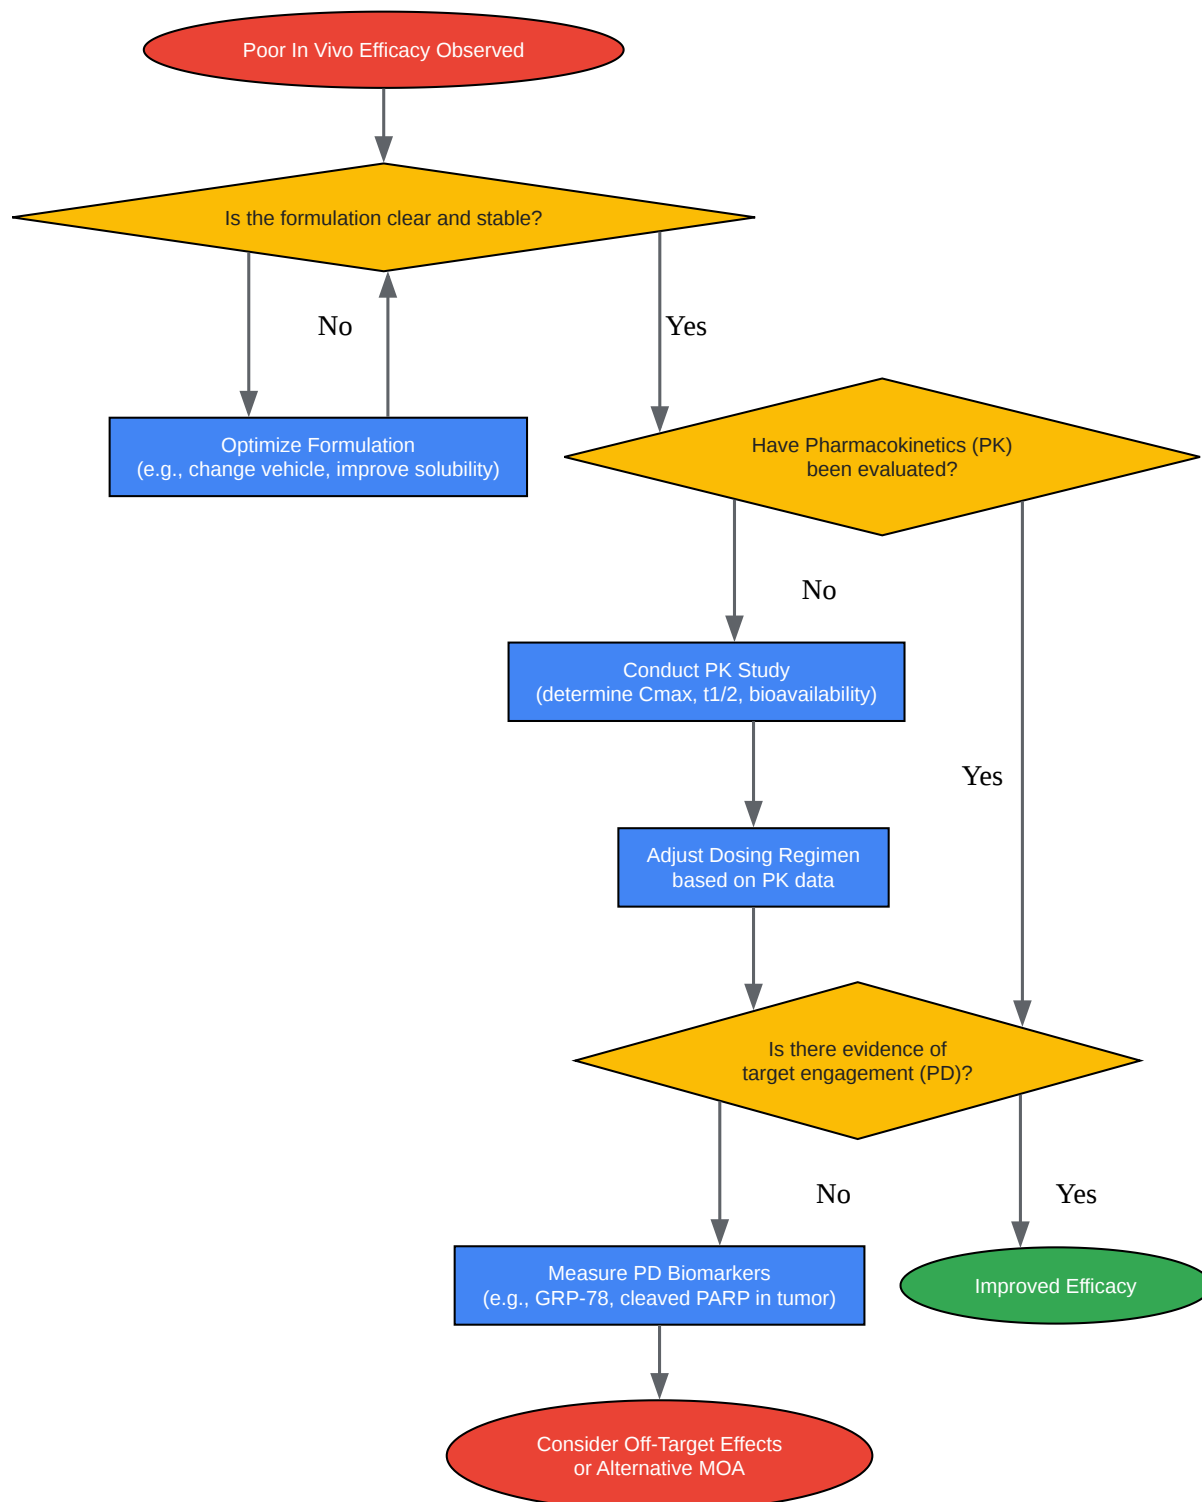 Poor In Vivo Efficacy Observed
Is the formulation clear and stable?
No
Yes
Optimize Formulation
(e.g., change vehicle, improve solubility)
Have Pharmacokinetics (PK)
been evaluated?
No
Conduct PK Study
(determine Cmax, t1/2, bioavailability)
Yes
Adjust Dosing Regimen
based on PK data
Is there evidence of
target engagement (PD)?
No
Yes
Measure PD Biomarkers
(e.g., GRP-78, cleaved PARP in tumor)
Improved Efficacy
Consider Off-Target Effects
or Alternative MOA